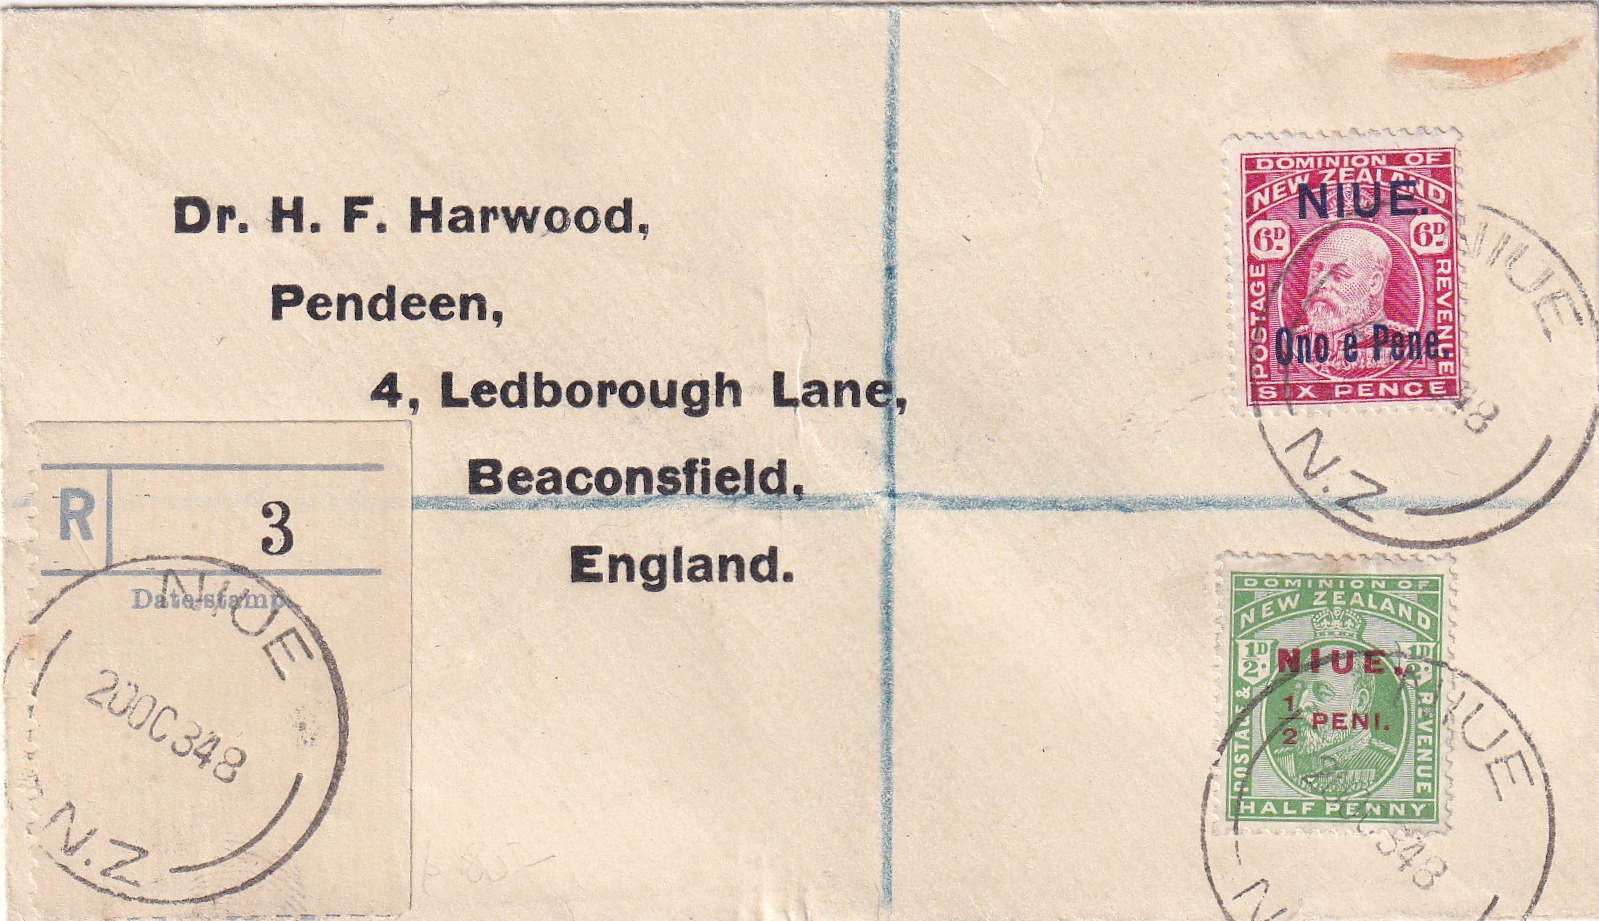 Dr. H. F. Harwood,
Pendeen,
4, Ledborough Lane,
Beaconsfield,
England.
R
3
Date-stamp.
NIUE
20OC348
N.Z
DOMINION OF
NEW ZEALAND
NIUE.
6D.
6D.
POSTAGE
REVENUE
Ono e Pene.
SIX PENCE
NIUE
48
N.Z
DOMINION OF
NEW ZEALAND
1/2D.
1/2D.
NIUE.
1/2 PENI.
POSTAGE &
REVENUE
HALF PENNY
NIUE
348
N